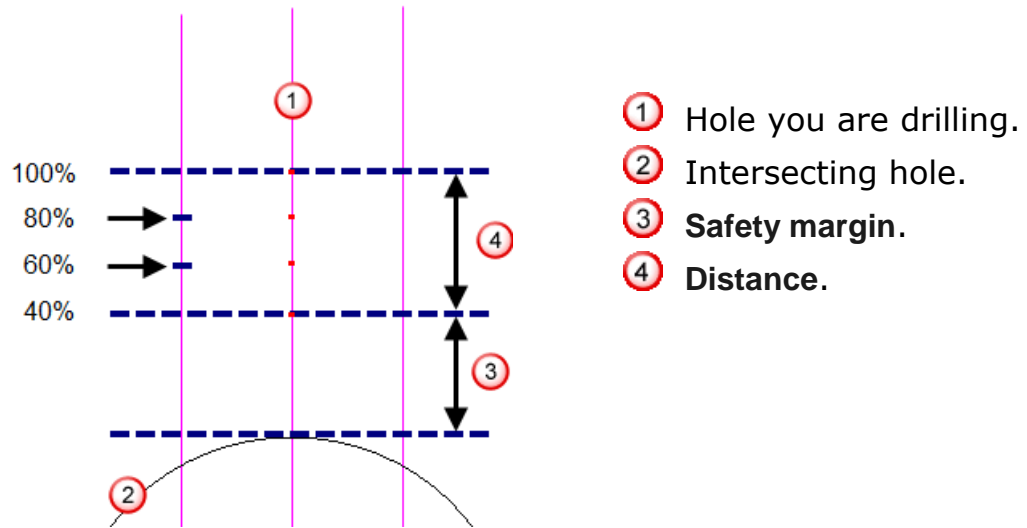 1
100%
80%
60%
40%
4
3
2
1 Hole you are drilling.
2 Intersecting hole.
3 Safety margin.
4 Distance.